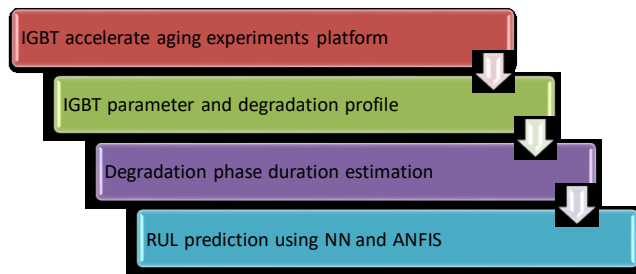 IGBT accelerate aging experiments platform
IGBT parameter and degradation profile
Degradation phase duration estimation
RUL prediction using NN and ANFIS